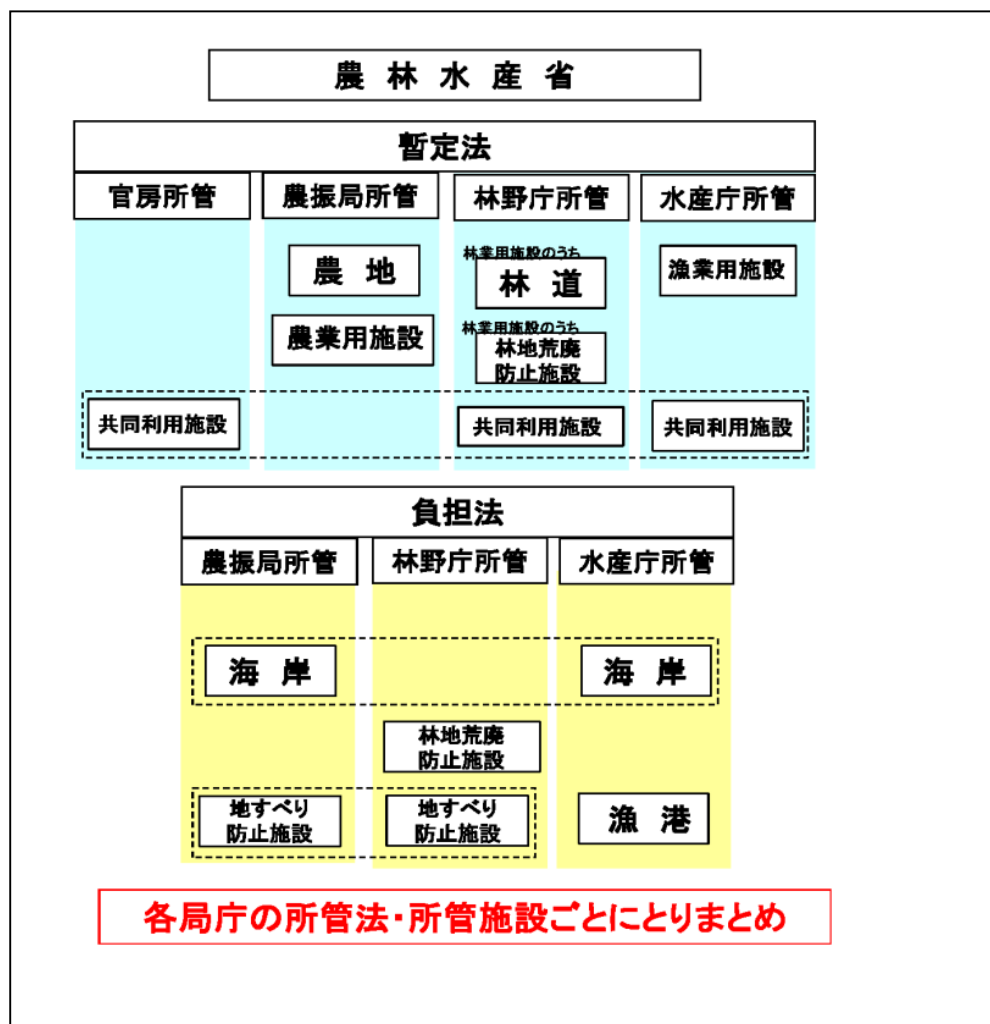 農林水産省
暫定法
官房所管
農振局所管
林野庁所管
水産庁所管
農地
林業用施設のうち
林道
漁業用施設
農業用施設
林業用施設のうち
林地荒廃
防止施設
共同利用施設
共同利用施設
共同利用施設
負担法
農振局所管
林野庁所管
水産庁所管
海岸
海岸
林地荒廃
防止施設
地すべり
防止施設
地すべり
防止施設
漁港
各局庁の所管法・所管施設ごとにとりまとめ